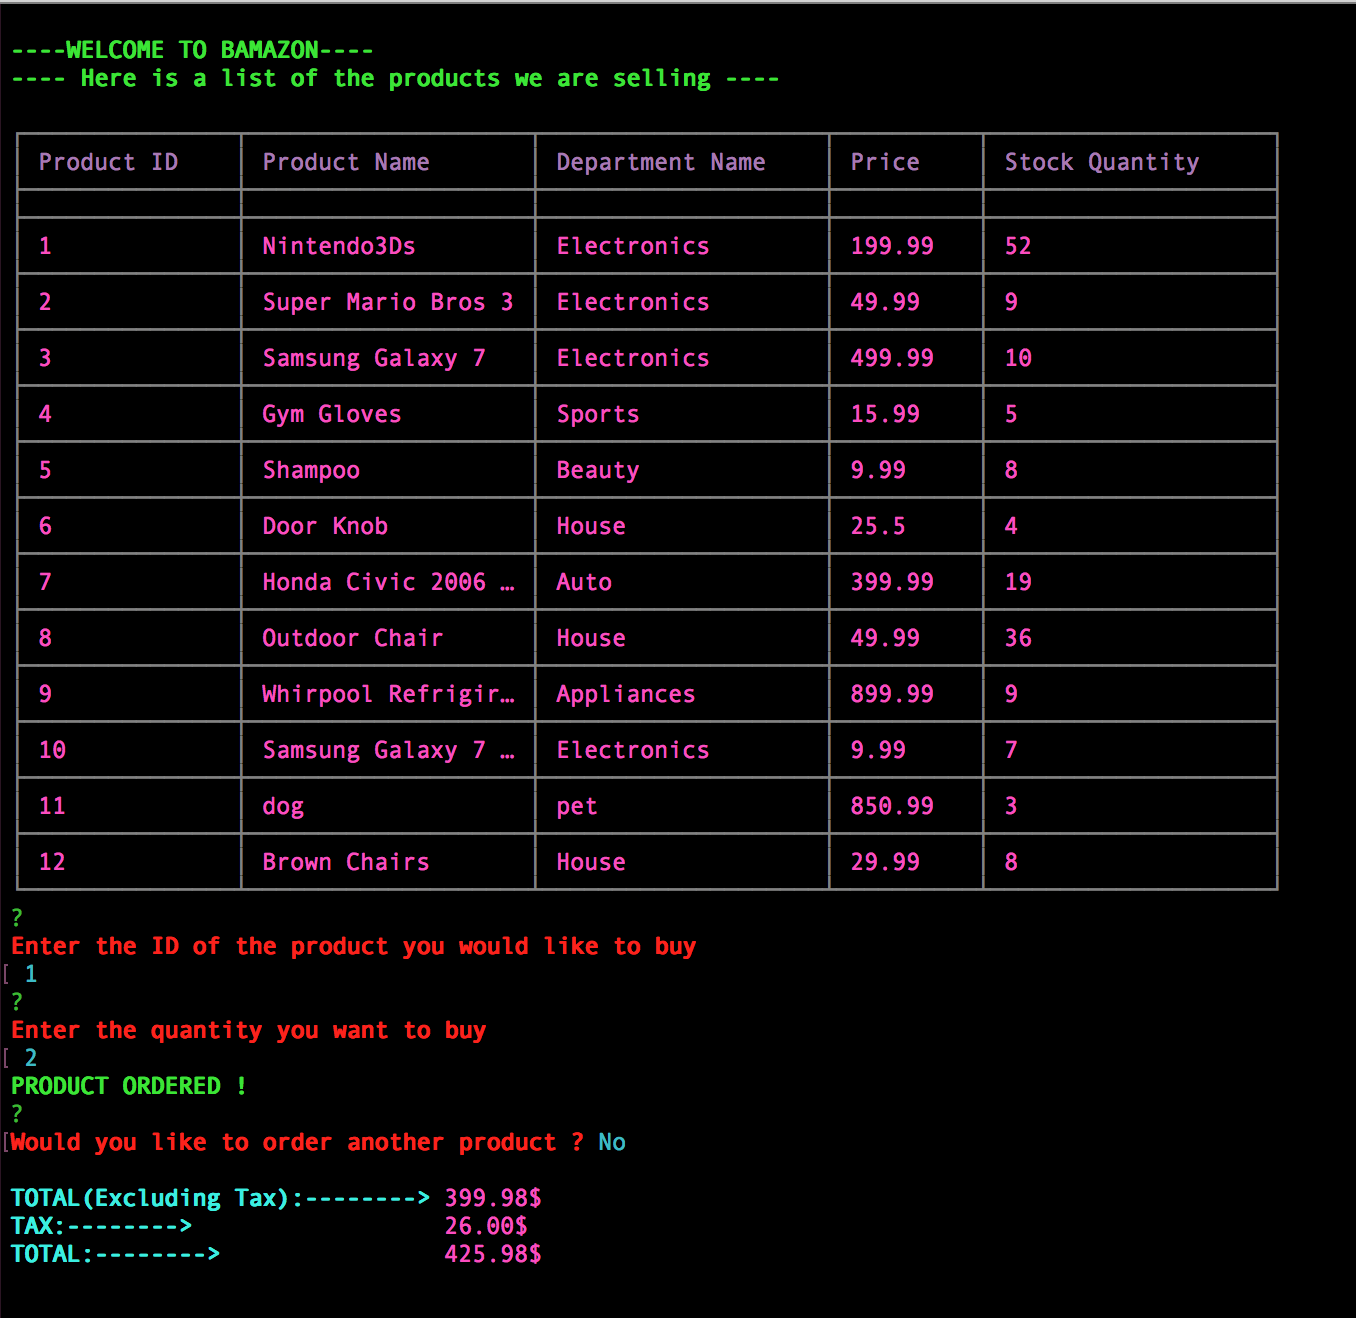 ----WELCOME TO BAMAZON----
---- Here is a list of the products we are selling ----
Product ID Product Name Department Name Price Stock Quantity
1 Nintendo3Ds Electronics 199.99 52
2 Super Mario Bros 3 Electronics 49.99 9
3 Samsung Galaxy 7 Electronics 499.99 10
4 Gym Gloves Sports 15.99 5
5 Shampoo Beauty 9.99 8
6 Door Knob House 25.5 4
7 Honda Civic 2006 … Auto 399.99 19
8 Outdoor Chair House 49.99 36
9 Whirpool Refrigir… Appliances 899.99 9
10 Samsung Galaxy 7 … Electronics 9.99 7
11 dog pet 850.99 3
12 Brown Chairs House 29.99 8
?
Enter the ID of the product you would like to buy
[ 1
?
Enter the quantity you want to buy
[ 2
PRODUCT ORDERED !
?
[Would you like to order another product ? No
TOTAL(Excluding Tax):--------> 399.98$
TAX:--------> 26.00$
TOTAL:--------> 425.98$